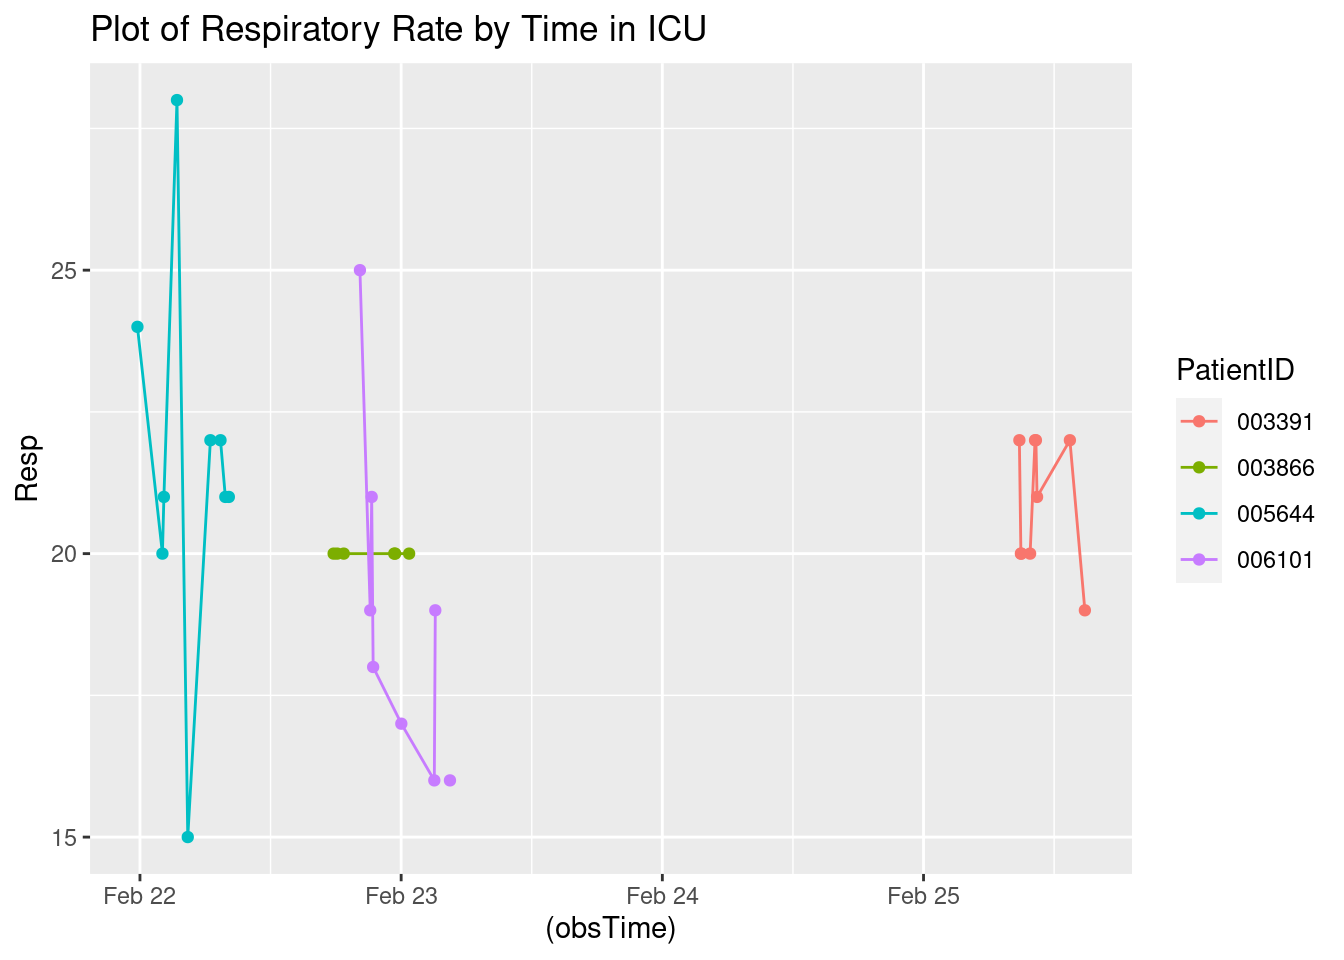 Plot of Respiratory Rate by Time in ICU
Resp
25
20
15
Feb 22
Feb 23
Feb 24
Feb 25
(obsTime)
PatientID
003391
003866
005644
006101